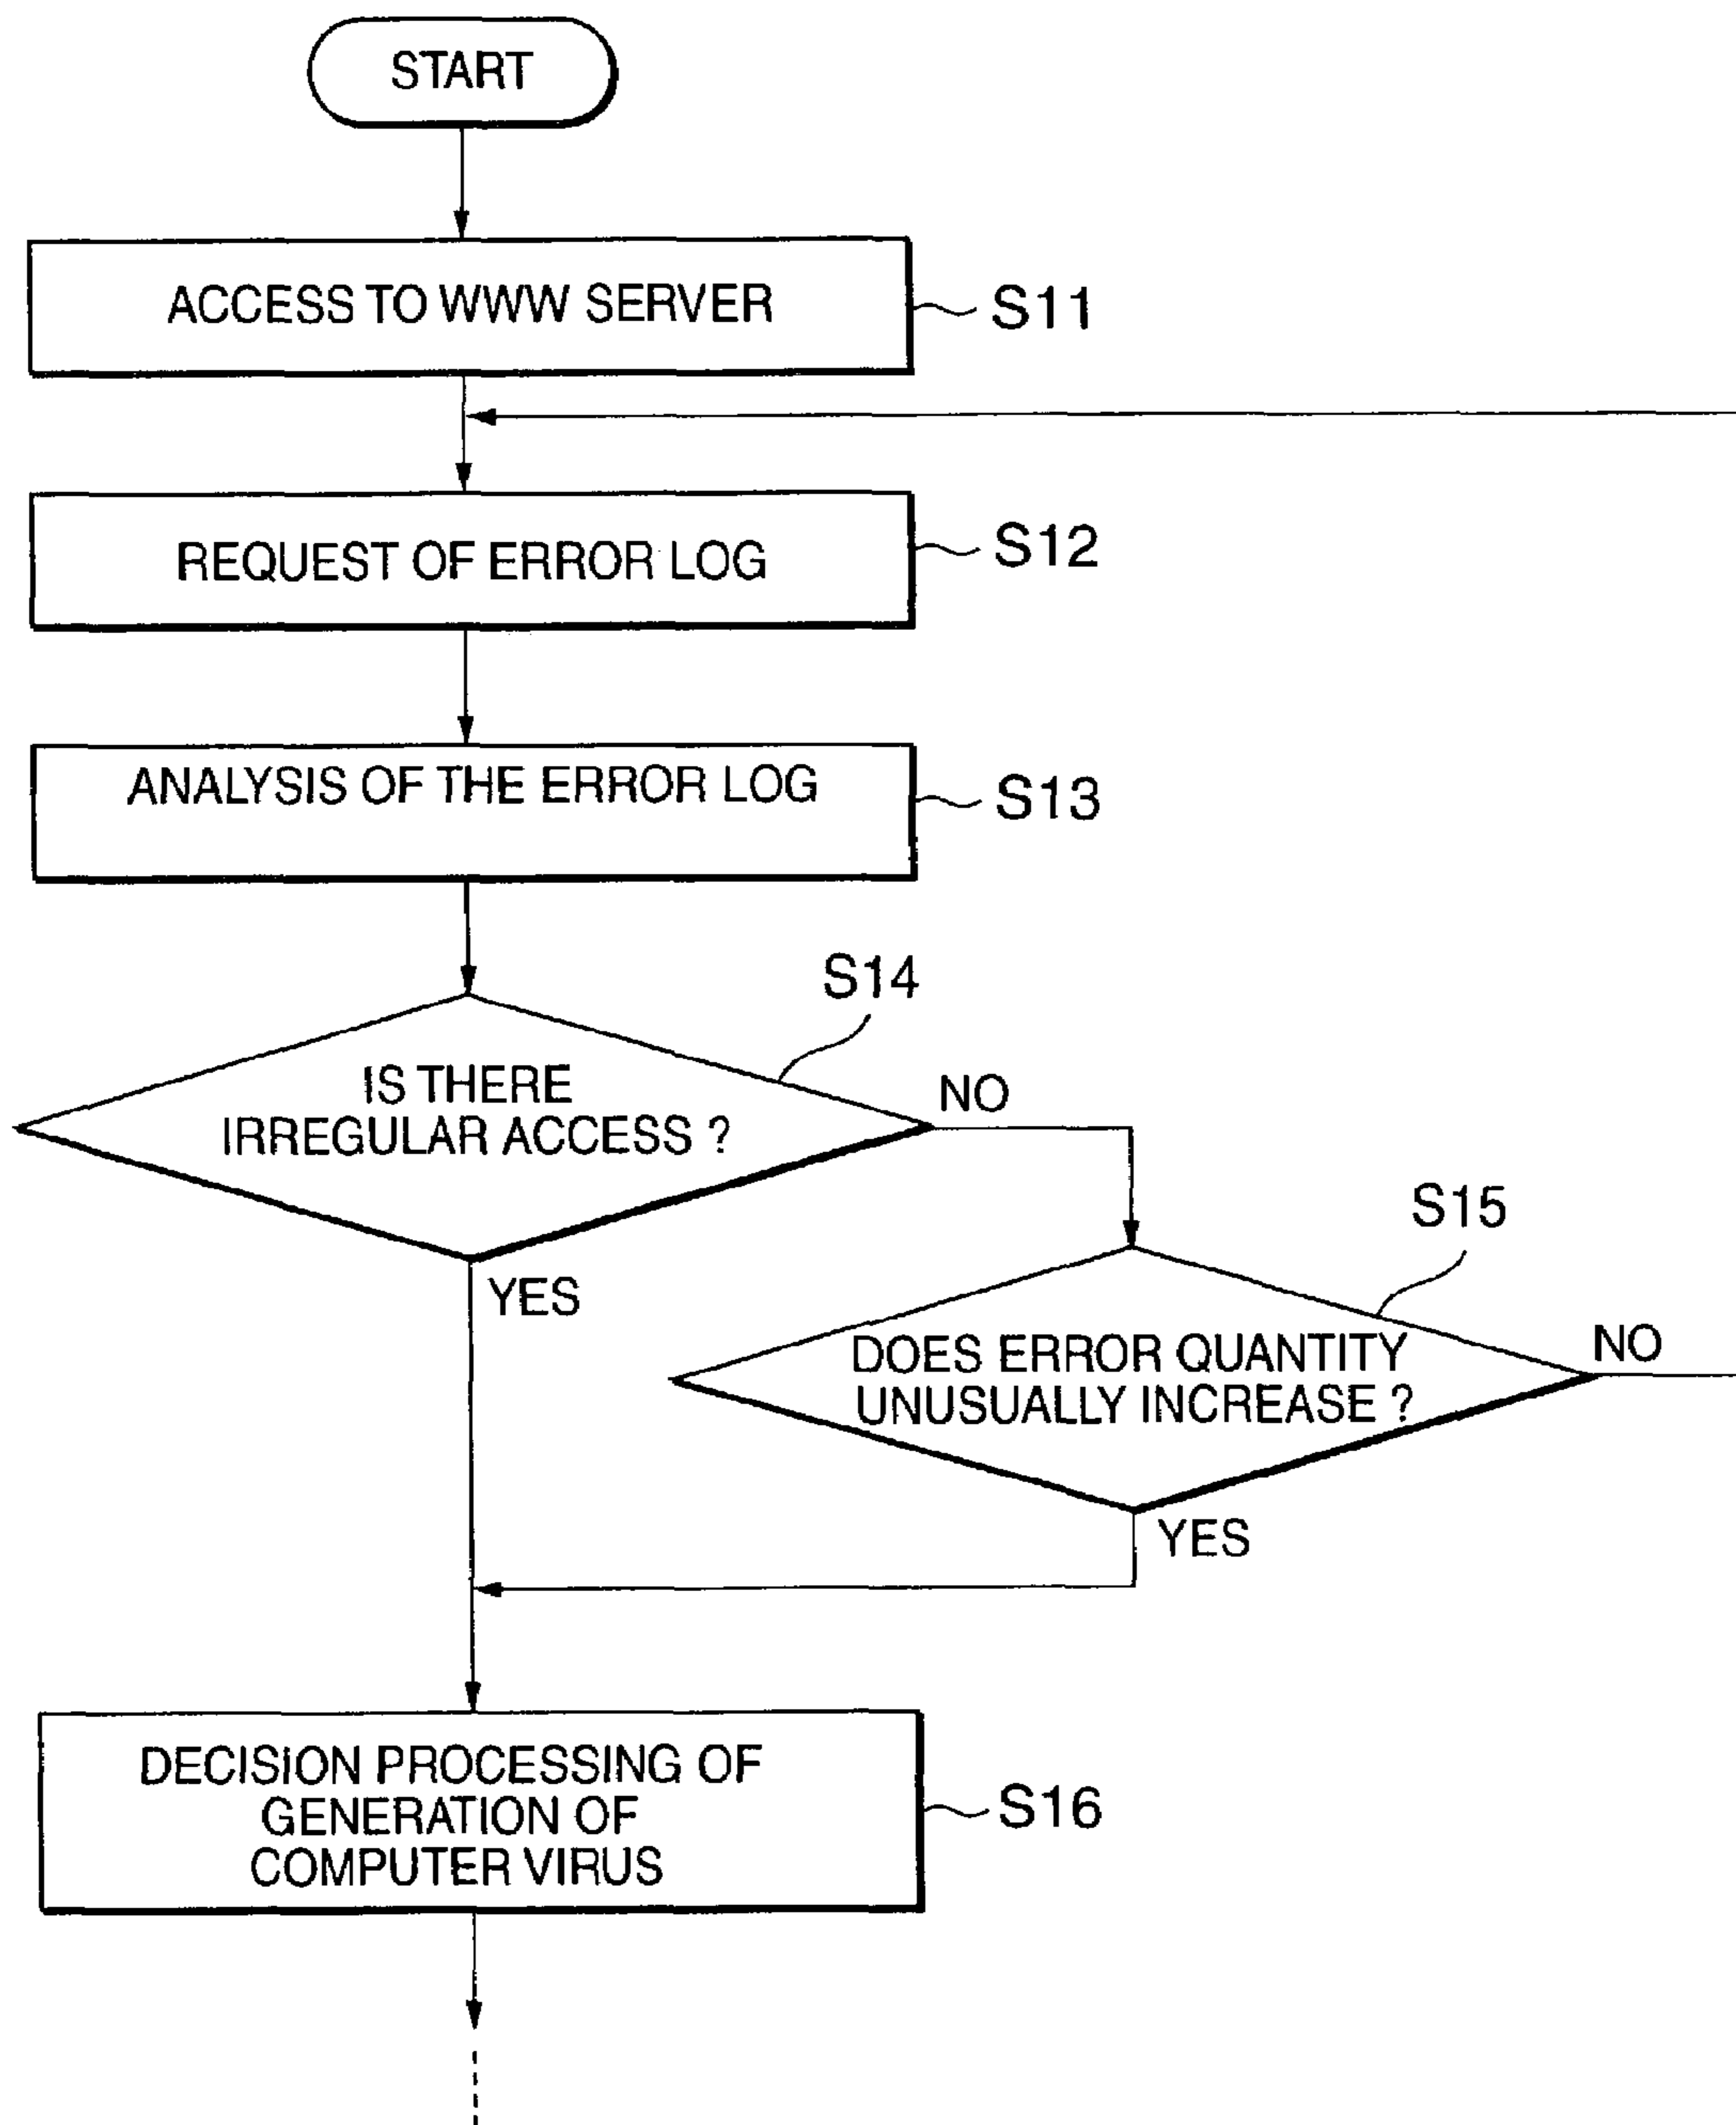 START
ACCESS TO WWW SERVER
S11
REQUEST OF ERROR LOG
S12
ANALYSIS OF THE ERROR LOG
S13
S14
IS THERE
IRREGULAR ACCESS ?
NO
YES
S15
DOES ERROR QUANTITY
UNUSUALLY INCREASE ?
NO
YES
DECISION PROCESSING OF
GENERATION OF
COMPUTER VIRUS
S16